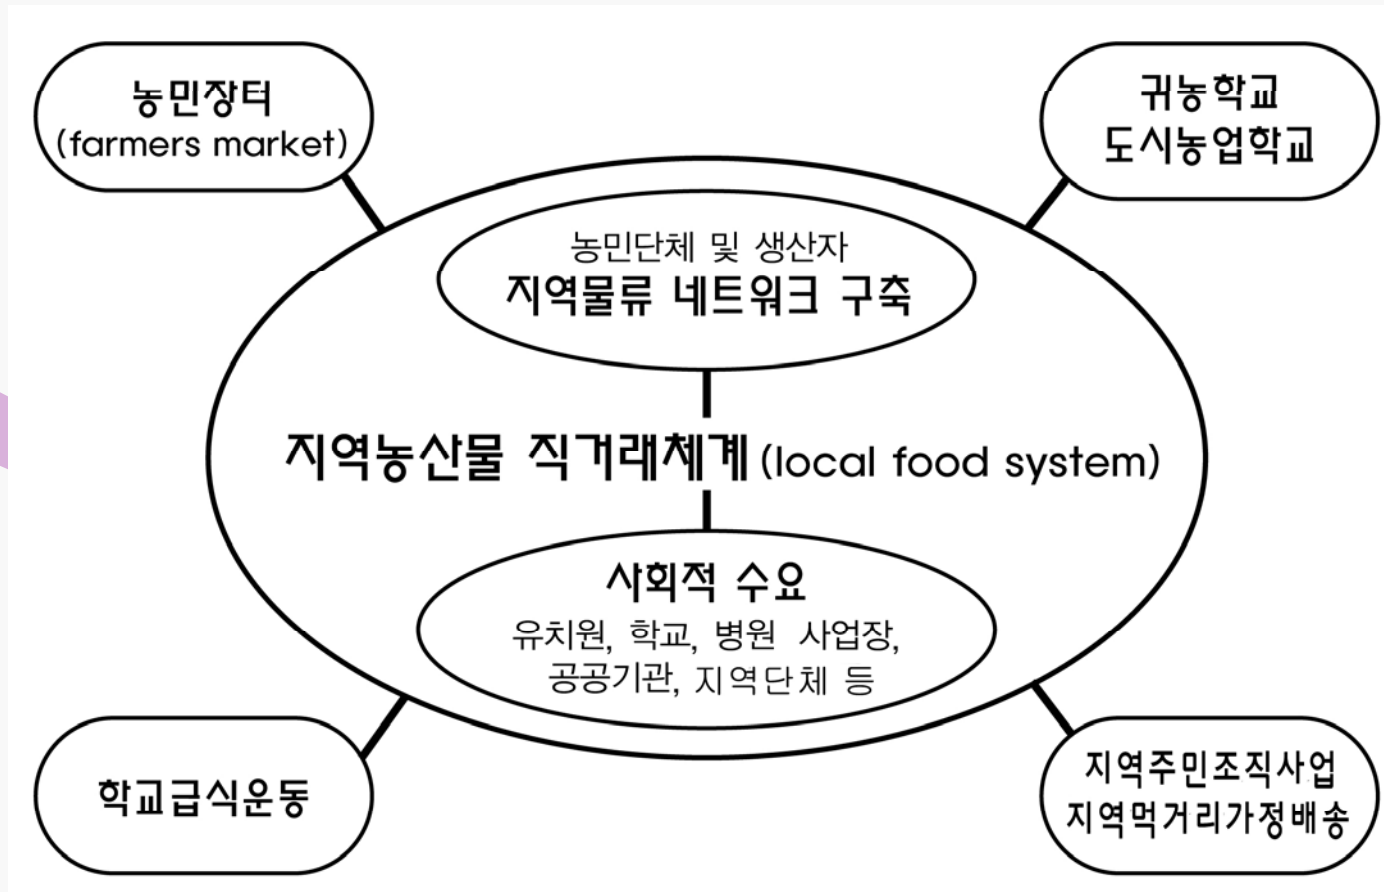 농민장터
(farmers market)
귀농학교
도시농업학교
농민단체 및 생산자
지역물류 네트워크 구축
지역농산물 직거래체계 (local food system)
사회적 수요
유치원, 학교, 병원 사업장,
공공기관, 지역단체 등
학교급식운동
지역주민조직사업
지역먹거리가정배송